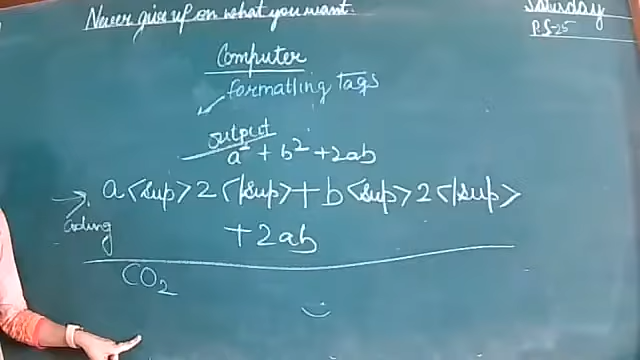 Never give up on what you want.
Saturday
Computer
formatting Tags
output
a² + b² + 2ab
a<sup>2</sup>+b<sup>2</sup>
Coding
+ 2ab
CO₂